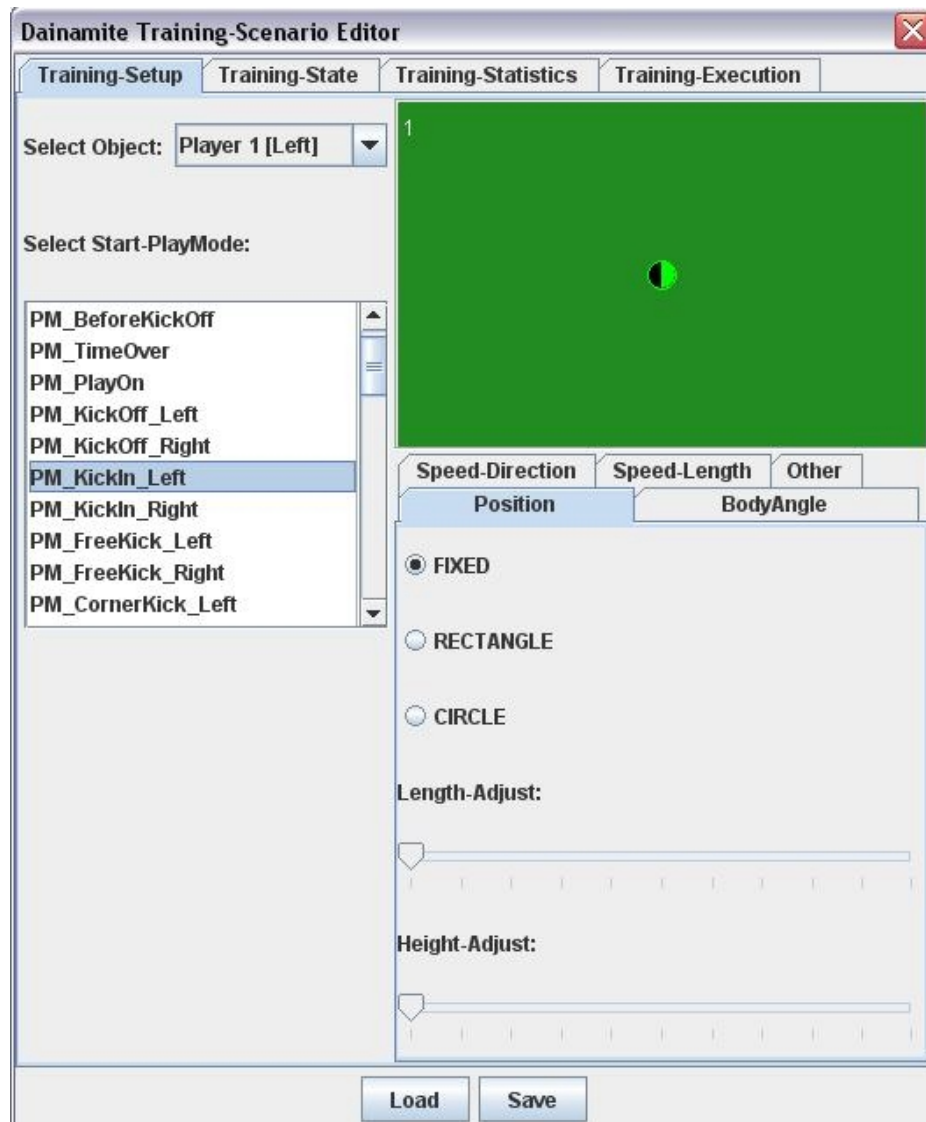 Dainamite Training-Scenario Editor
Training-Setup Training-State Training-Statistics Training-Execution
Select Object: Player 1 [Left]
1
Select Start-PlayMode:
PM_BeforeKickOff
PM_TimeOver
PM_PlayOn
PM_KickOff_Left
PM_KickOff_Right
PM_KickIn_Left
PM_KickIn_Right
PM_FreeKick_Left
PM_FreeKick_Right
PM_CornerKick_Left
Speed-Direction Speed-Length Other
Position BodyAngle
FIXED
RECTANGLE
CIRCLE
Length-Adjust:
Height-Adjust:
Load Save